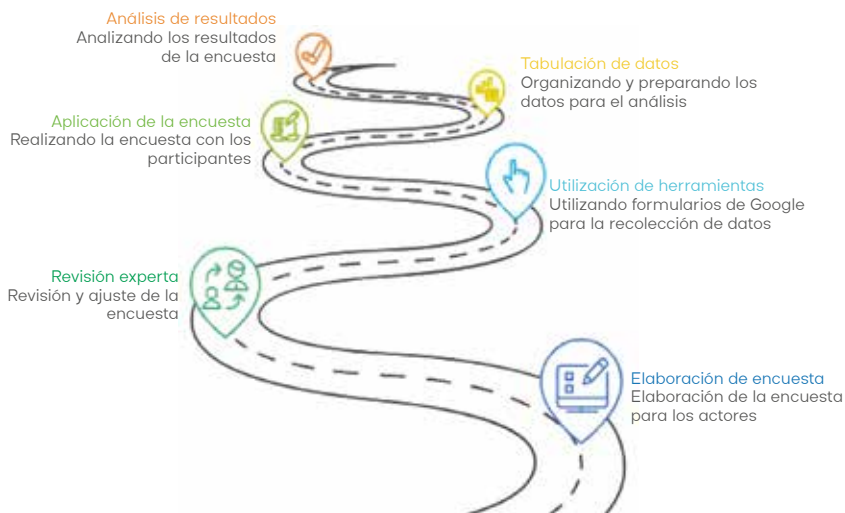 Análisis de resultados
Analizando los resultados
de la encuesta
Tabulación de datos
Organizando y preparando los
datos para el análisis
Aplicación de la encuesta
Realizando la encuesta con los
participantes
Utilización de herramientas
Utilizando formularios de Google
para la recolección de datos
Revisión experta
Revisión y ajuste de la
encuesta
Elaboración de encuesta
Elaboración de la encuesta
para los actores